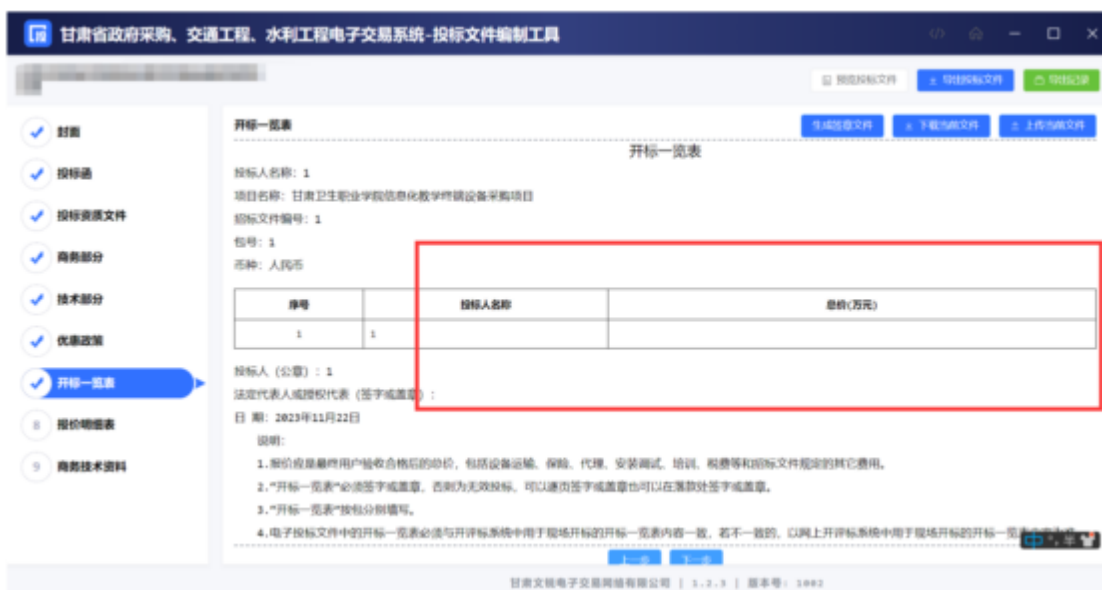 甘肃省政府采购、交通工程、水利工程电子交易系统-投标文件编制工具
预览投标文件 导出投标文件 导出记录
封面
投标函
投标资质文件
商务部分
技术部分
优惠政策
开标一览表
8 报价明细表
9 商务技术资料
开标一览表 生成签章文件 下载当前文件 上传当前文件
开标一览表
投标人名称: 1
项目名称: 甘肃卫生职业学院信息化教学终端设备采购项目
招标文件编号: 1
包号: 1
币种: 人民币
序号 投标人名称 总价(万元)
1 1
投标人 (公章) : 1
法定代表人或授权代表 (签字或盖章) :
日 期: 2023年11月22日
说明:
1.报价应是最终用户验收合格后的总价, 包括设备运输、保险、代理、安装调试、培训、税费等和招标文件规定的其它费用。
2."开标一览表"必须签字或盖章, 否则为无效投标, 可以逐页签字或盖章也可以在落款处签字或盖章。
3."开标一览表"按包分别填写。
4.电子投标文件中的开标一览表必须与开评标系统中用于现场开标的开标一览表内容一致, 若不一致的, 以网上开评标系统中用于现场开标的开标一览
中 半
上一步 下一步
甘肃文锐电子交易网络有限公司 | 1.2.3 | 版本号: 1002